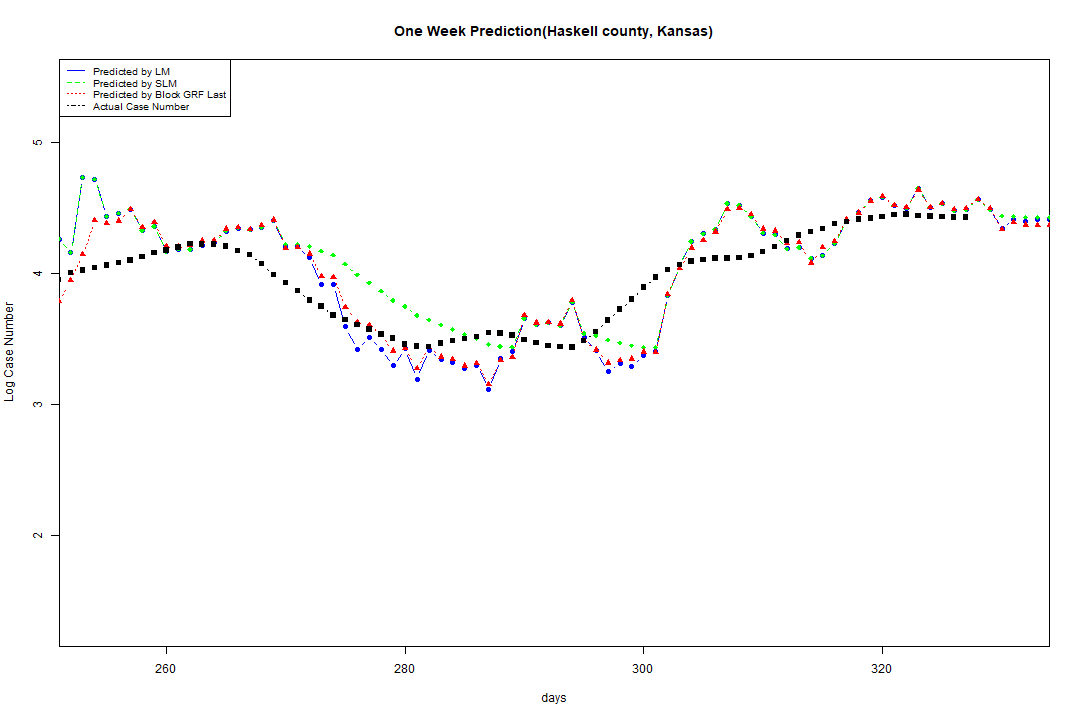 One Week Prediction(Haskell county, Kansas)
Predicted by LM
Predicted by SLM
Predicted by Block GRF Last
Actual Case Number
Log Case Number
5
4
3
2
260 280 300 320
days